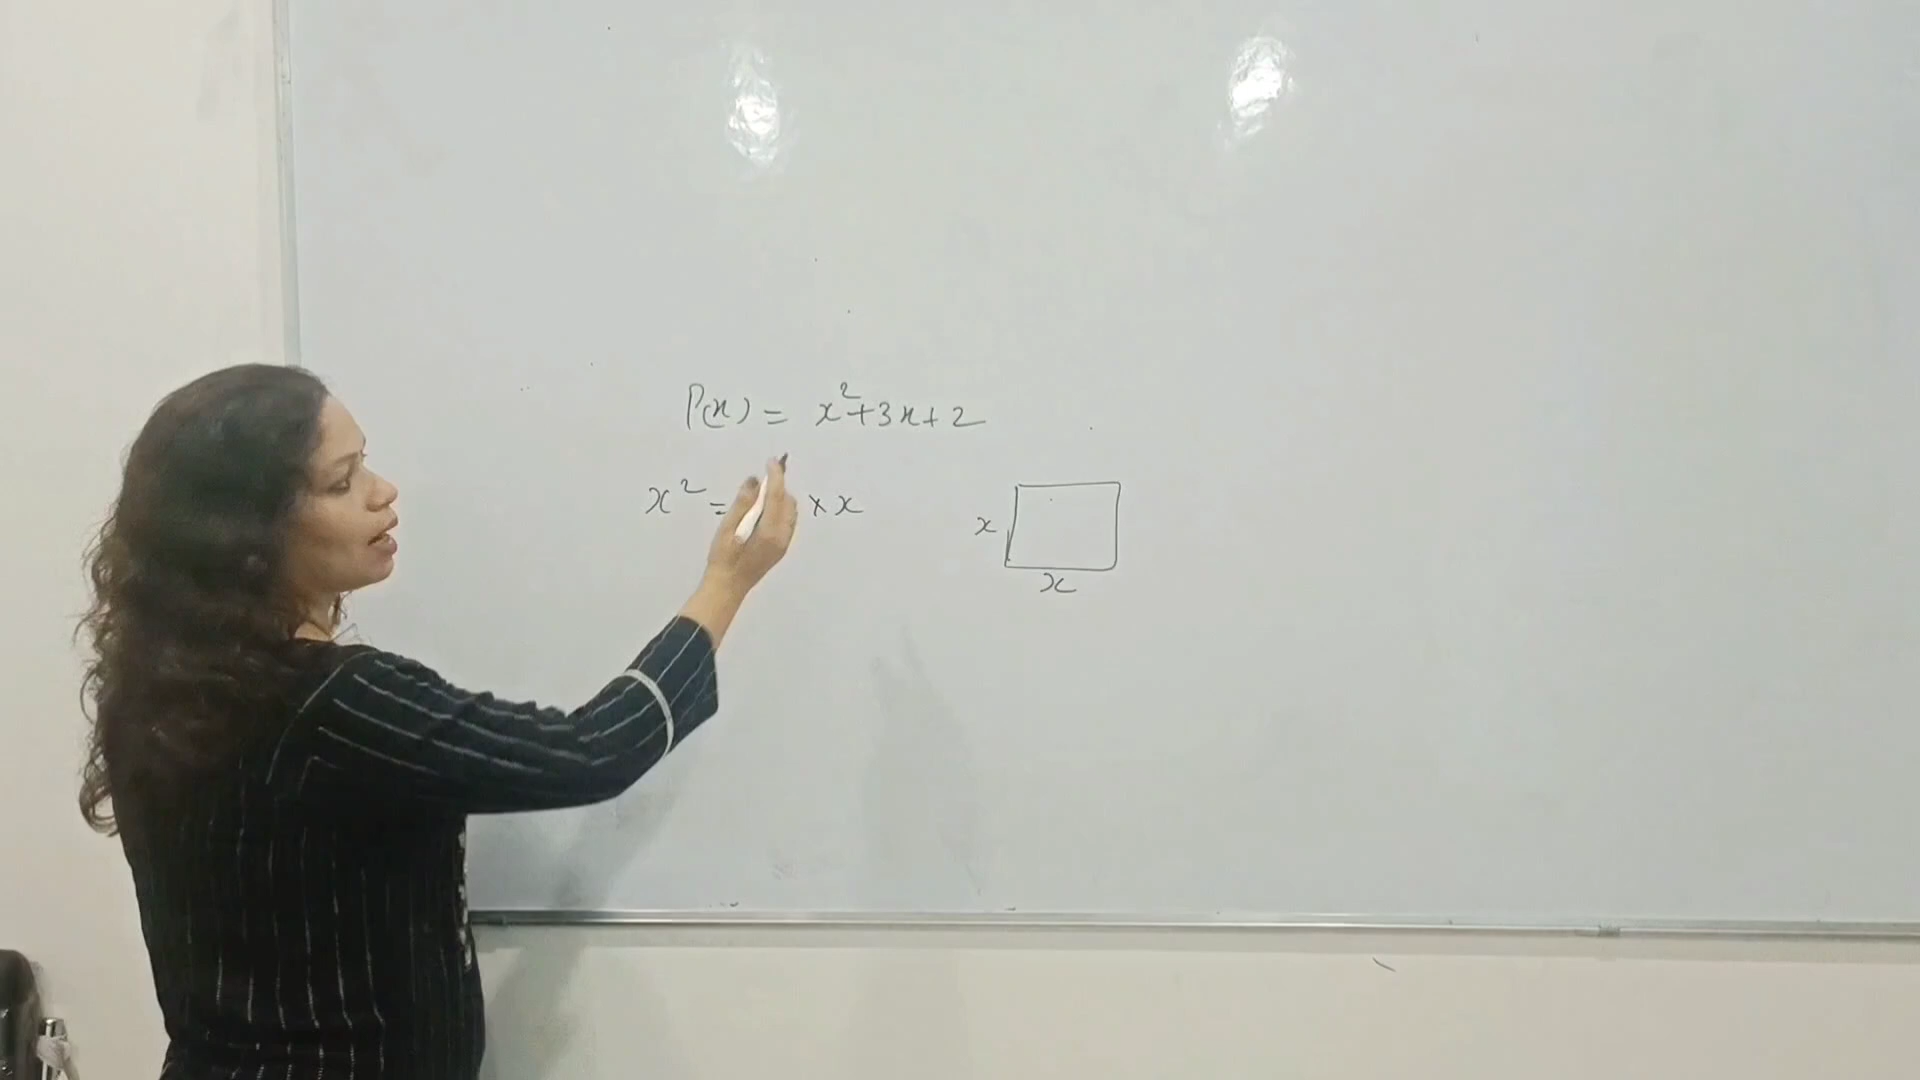 P(x) = x²+3x+2
x² = × x
x
x